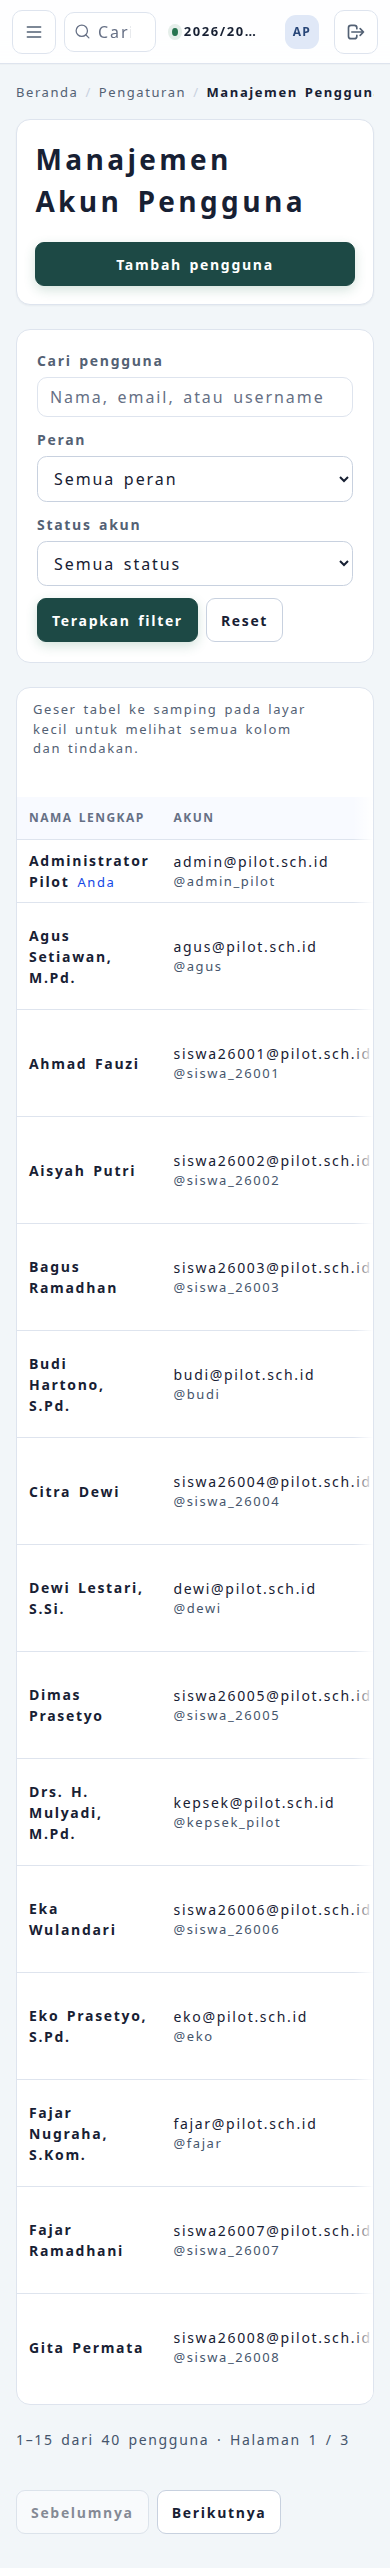 Car
2026/20...
AP
Beranda / Pengaturan / Manajemen Penggun
Manajemen
Akun Pengguna
Tambah pengguna
Cari pengguna
Nama, email, atau username
Peran
Semua peran
Status akun
Semua status
Terapkan filter
Reset
Geser tabel ke samping pada layar
kecil untuk melihat semua kolom
dan tindakan.
NAMA LENGKAP AKUN
Administrator
Pilot Anda
admin@pilot.sch.id
@admin_pilot
Agus
Setiawan,
M.Pd.
agus@pilot.sch.id
@agus
Ahmad Fauzi
siswa26001@pilot.sch.id
@siswa_26001
Aisyah Putri
siswa26002@pilot.sch.id
@siswa_26002
Bagus
Ramadhan
siswa26003@pilot.sch.id
@siswa_26003
Budi
Hartono,
S.Pd.
budi@pilot.sch.id
@budi
Citra Dewi
siswa26004@pilot.sch.id
@siswa_26004
Dewi Lestari,
S.Si.
dewi@pilot.sch.id
@dewi
Dimas
Prasetyo
siswa26005@pilot.sch.id
@siswa_26005
Drs. H.
Mulyadi,
M.Pd.
kepsek@pilot.sch.id
@kepsek_pilot
Eka
Wulandari
siswa26006@pilot.sch.id
@siswa_26006
Eko Prasetyo,
S.Pd.
eko@pilot.sch.id
@eko
Fajar
Nugraha,
S.Kom.
fajar@pilot.sch.id
@fajar
Fajar
Ramadhani
siswa26007@pilot.sch.id
@siswa_26007
Gita Permata
siswa26008@pilot.sch.id
@siswa_26008
1–15 dari 40 pengguna · Halaman 1 / 3
Sebelumnya
Berikutnya